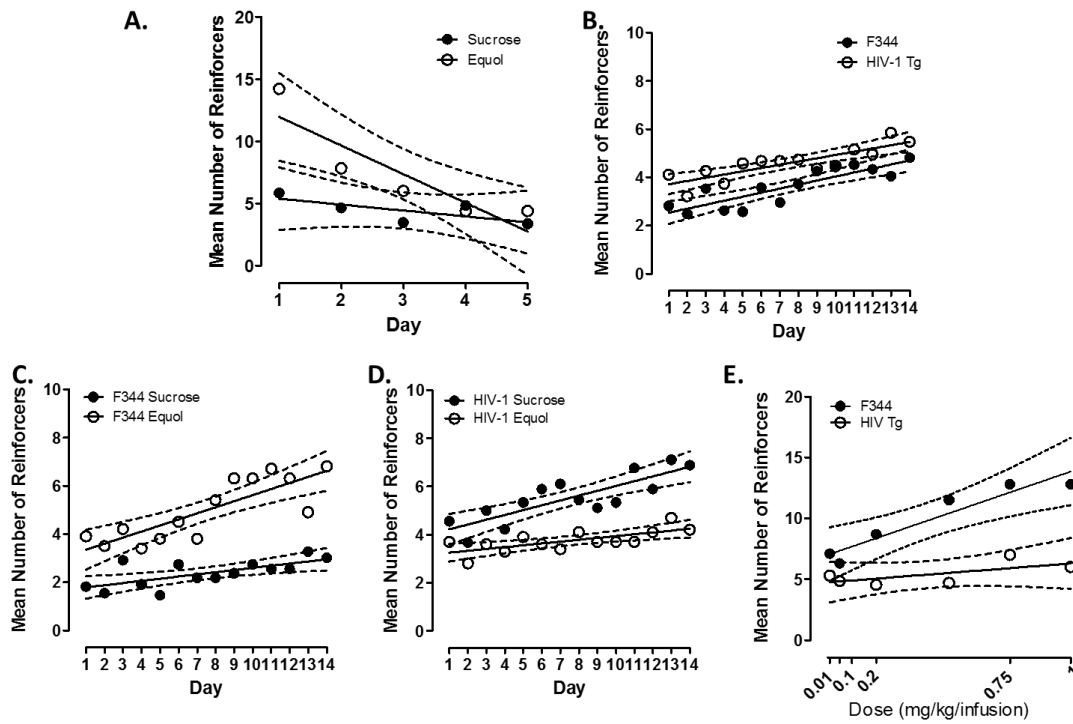 A.
Mean Number of Reinforcers
20
15
10
5
0
Sucrose
Equol
1 2 3 4 5
Day
B.
Mean Number of Reinforcers
10
8
6
4
2
0
F344
HIV-1 Tg
1 2 3 4 5 6 7 8 9 10 11 12 13 14
Day
C.
Mean Number of Reinforcers
10
8
6
4
2
0
F344 Sucrose
F344 Equol
1 2 3 4 5 6 7 8 9 10 11 12 13 14
Day
D.
Mean Number of Reinforcers
10
8
6
4
2
0
HIV-1 Sucrose
HIV-1 Equol
1 2 3 4 5 6 7 8 9 10 11 12 13 14
Day
E.
Mean Number of Reinforcers
20
15
10
5
0
F344
HIV Tg
0.01 0.1 0.2 0.75 1
Dose (mg/kg/infusion)